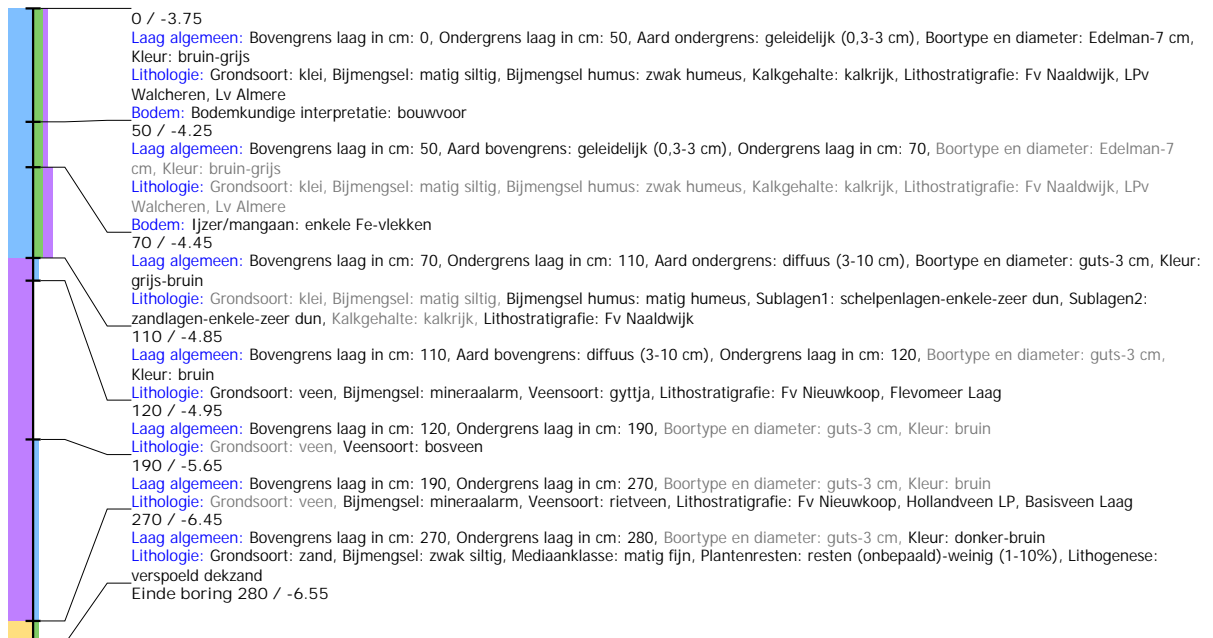 0 / -3.75
Laag algemeen: Bovengrens laag in cm: 0, Ondergrens laag in cm: 50, Aard ondergrens: geleidelijk (0,3-3 cm), Boortype en diameter: Edelman-7 cm,
Kleur: bruin-grijs
Lithologie: Grondsoort: klei, Bijmengsel: matig siltig, Bijmengsel humus: zwak humeus, Kalkgehalte: kalkrijk, Lithostratigrafie: Fv Naaldwijk, LPv
Walcheren, Lv Almere
Bodem: Bodemkundige interpretatie: bouwvoor
50 / -4.25
Laag algemeen: Bovengrens laag in cm: 50, Aard bovengrens: geleidelijk (0,3-3 cm), Ondergrens laag in cm: 70, Boortype en diameter: Edelman-7
cm, Kleur: bruin-grijs
Lithologie: Grondsoort: klei, Bijmengsel: matig siltig, Bijmengsel humus: zwak humeus, Kalkgehalte: kalkrijk, Lithostratigrafie: Fv Naaldwijk, LPv
Walcheren, Lv Almere
Bodem: Ijzer/mangaan: enkele Fe-vlekken
70 / -4.45
Laag algemeen: Bovengrens laag in cm: 70, Ondergrens laag in cm: 110, Aard ondergrens: diffuus (3-10 cm), Boortype en diameter: guts-3 cm, Kleur:
grijs-bruin
Lithologie: Grondsoort: klei, Bijmengsel: matig siltig, Bijmengsel humus: matig humeus, Sublagen1: schelpenlagen-enkele-zeer dun, Sublagen2:
zandlagen-enkele-zeer dun, Kalkgehalte: kalkrijk, Lithostratigrafie: Fv Naaldwijk
110 / -4.85
Laag algemeen: Bovengrens laag in cm: 110, Aard bovengrens: diffuus (3-10 cm), Ondergrens laag in cm: 120, Boortype en diameter: guts-3 cm,
Kleur: bruin
Lithologie: Grondsoort: veen, Bijmengsel: mineraalarm, Veensoort: gyttja, Lithostratigrafie: Fv Nieuwkoop, Flevomeer Laag
120 / -4.95
Laag algemeen: Bovengrens laag in cm: 120, Ondergrens laag in cm: 190, Boortype en diameter: guts-3 cm, Kleur: bruin
Lithologie: Grondsoort: veen, Veensoort: bosveen
190 / -5.65
Laag algemeen: Bovengrens laag in cm: 190, Ondergrens laag in cm: 270, Boortype en diameter: guts-3 cm, Kleur: bruin
Lithologie: Grondsoort: veen, Bijmengsel: mineraalarm, Veensoort: rietveen, Lithostratigrafie: Fv Nieuwkoop, Hollandveen LP, Basisveen Laag
270 / -6.45
Laag algemeen: Bovengrens laag in cm: 270, Ondergrens laag in cm: 280, Boortype en diameter: guts-3 cm, Kleur: donker-bruin
Lithologie: Grondsoort: zand, Bijmengsel: zwak siltig, Mediaanklasse: matig fijn, Plantenresten: resten (onbepaald)-weinig (1-10%), Lithogenese:
verspoeld dekzand
Einde boring 280 / -6.55